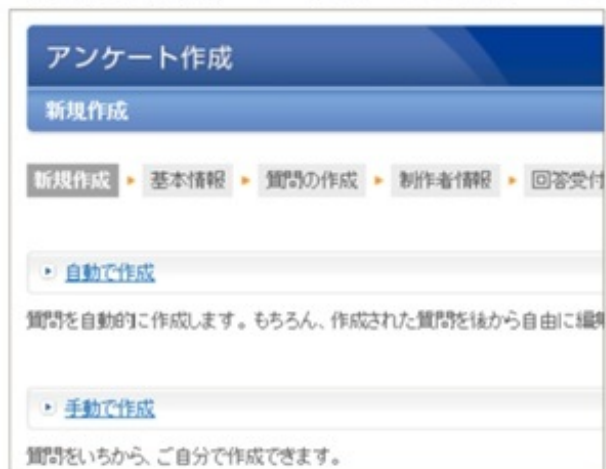 アンケート作成
新規作成
新規作成 ▸ 基本情報 ▸ 質問の作成 ▸ 制作者情報 ▸ 回答受付
自動で作成
質問を自動的に作成します。もちろん、作成された質問を後から自由に編集
手動で作成
質問をいちから、ご自分で作成できます。